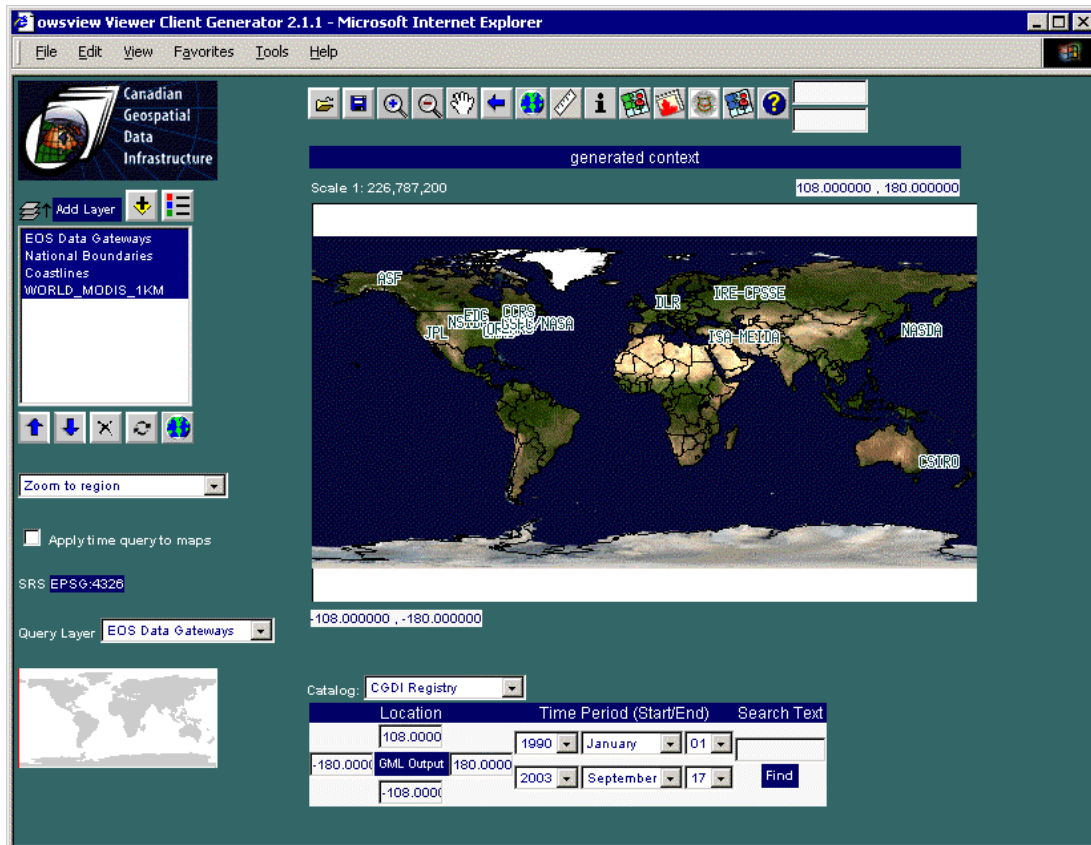 owsview Viewer Client Generator 2.1.1 - Microsoft Internet Explorer
File Edit View Favorites Tools Help
Canadian
Geospatial
Data
Infrastructure
generated context
Scale 1: 226,787,200
108.000000 , 180.000000
Add Layer
EOS Data Gateways
National Boundaries
Coastlines
WORLD_MODIS_1KM
ASF
EDG
CCRS
JPL
DLR
IRE-CPSSE
ISA-MEIDA
NASDA
CSIRO
Zoom to region
Apply time query to maps
SRS EPSG:4326
Query Layer EOS Data Gateways
-108.000000 , -180.000000
Catalog: CGDI Registry
Location Time Period (Start/End) Search Text
108.0000
1990 January 01
-180.000( GML Output 180.0000
2003 September 17 Find
-108.000(